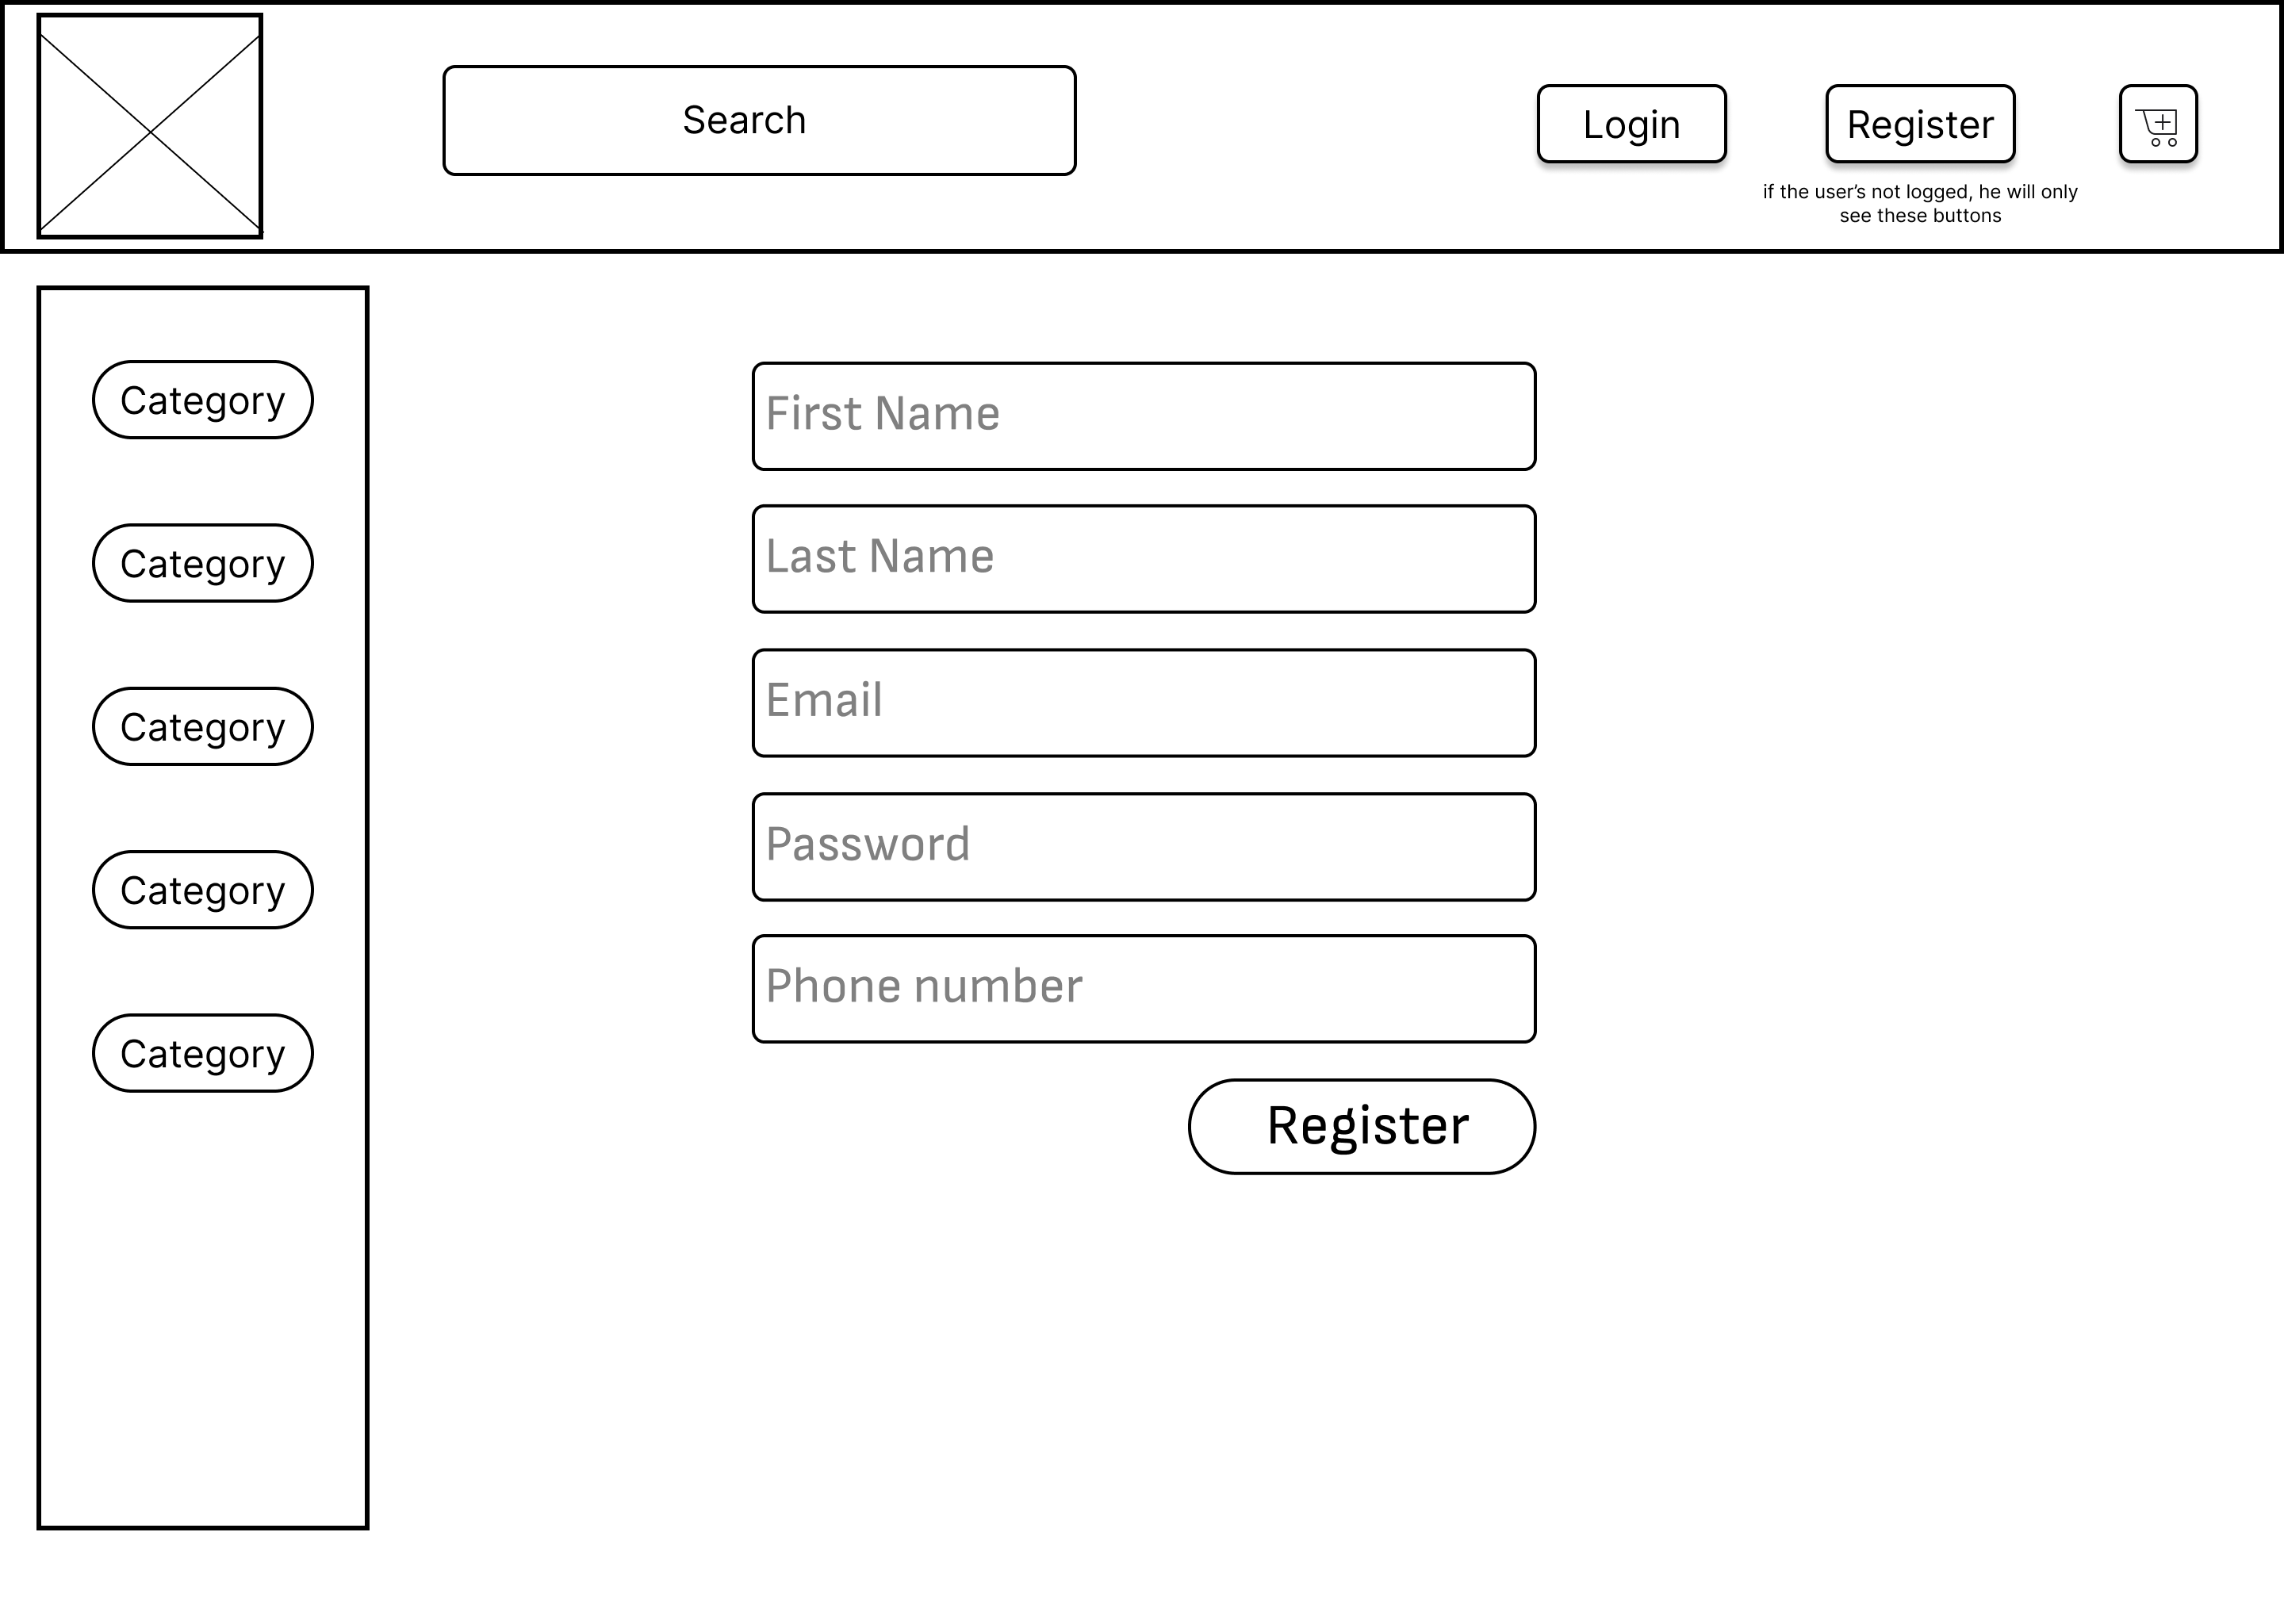 Search
Login
Register
if the user’s not logged, he will only
see these buttons
Category
Category
Category
Category
Category
First Name
Last Name
Email
Password
Phone number
Register